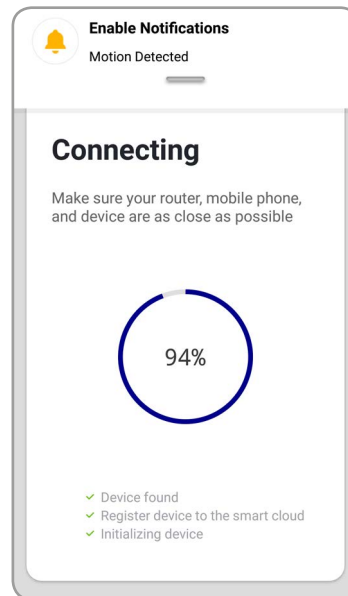 Enable Notifications
Motion Detected
Connecting
Make sure your router, mobile phone,
and device are as close as possible
94%
Device found
Register device to the smart cloud
Initializing device